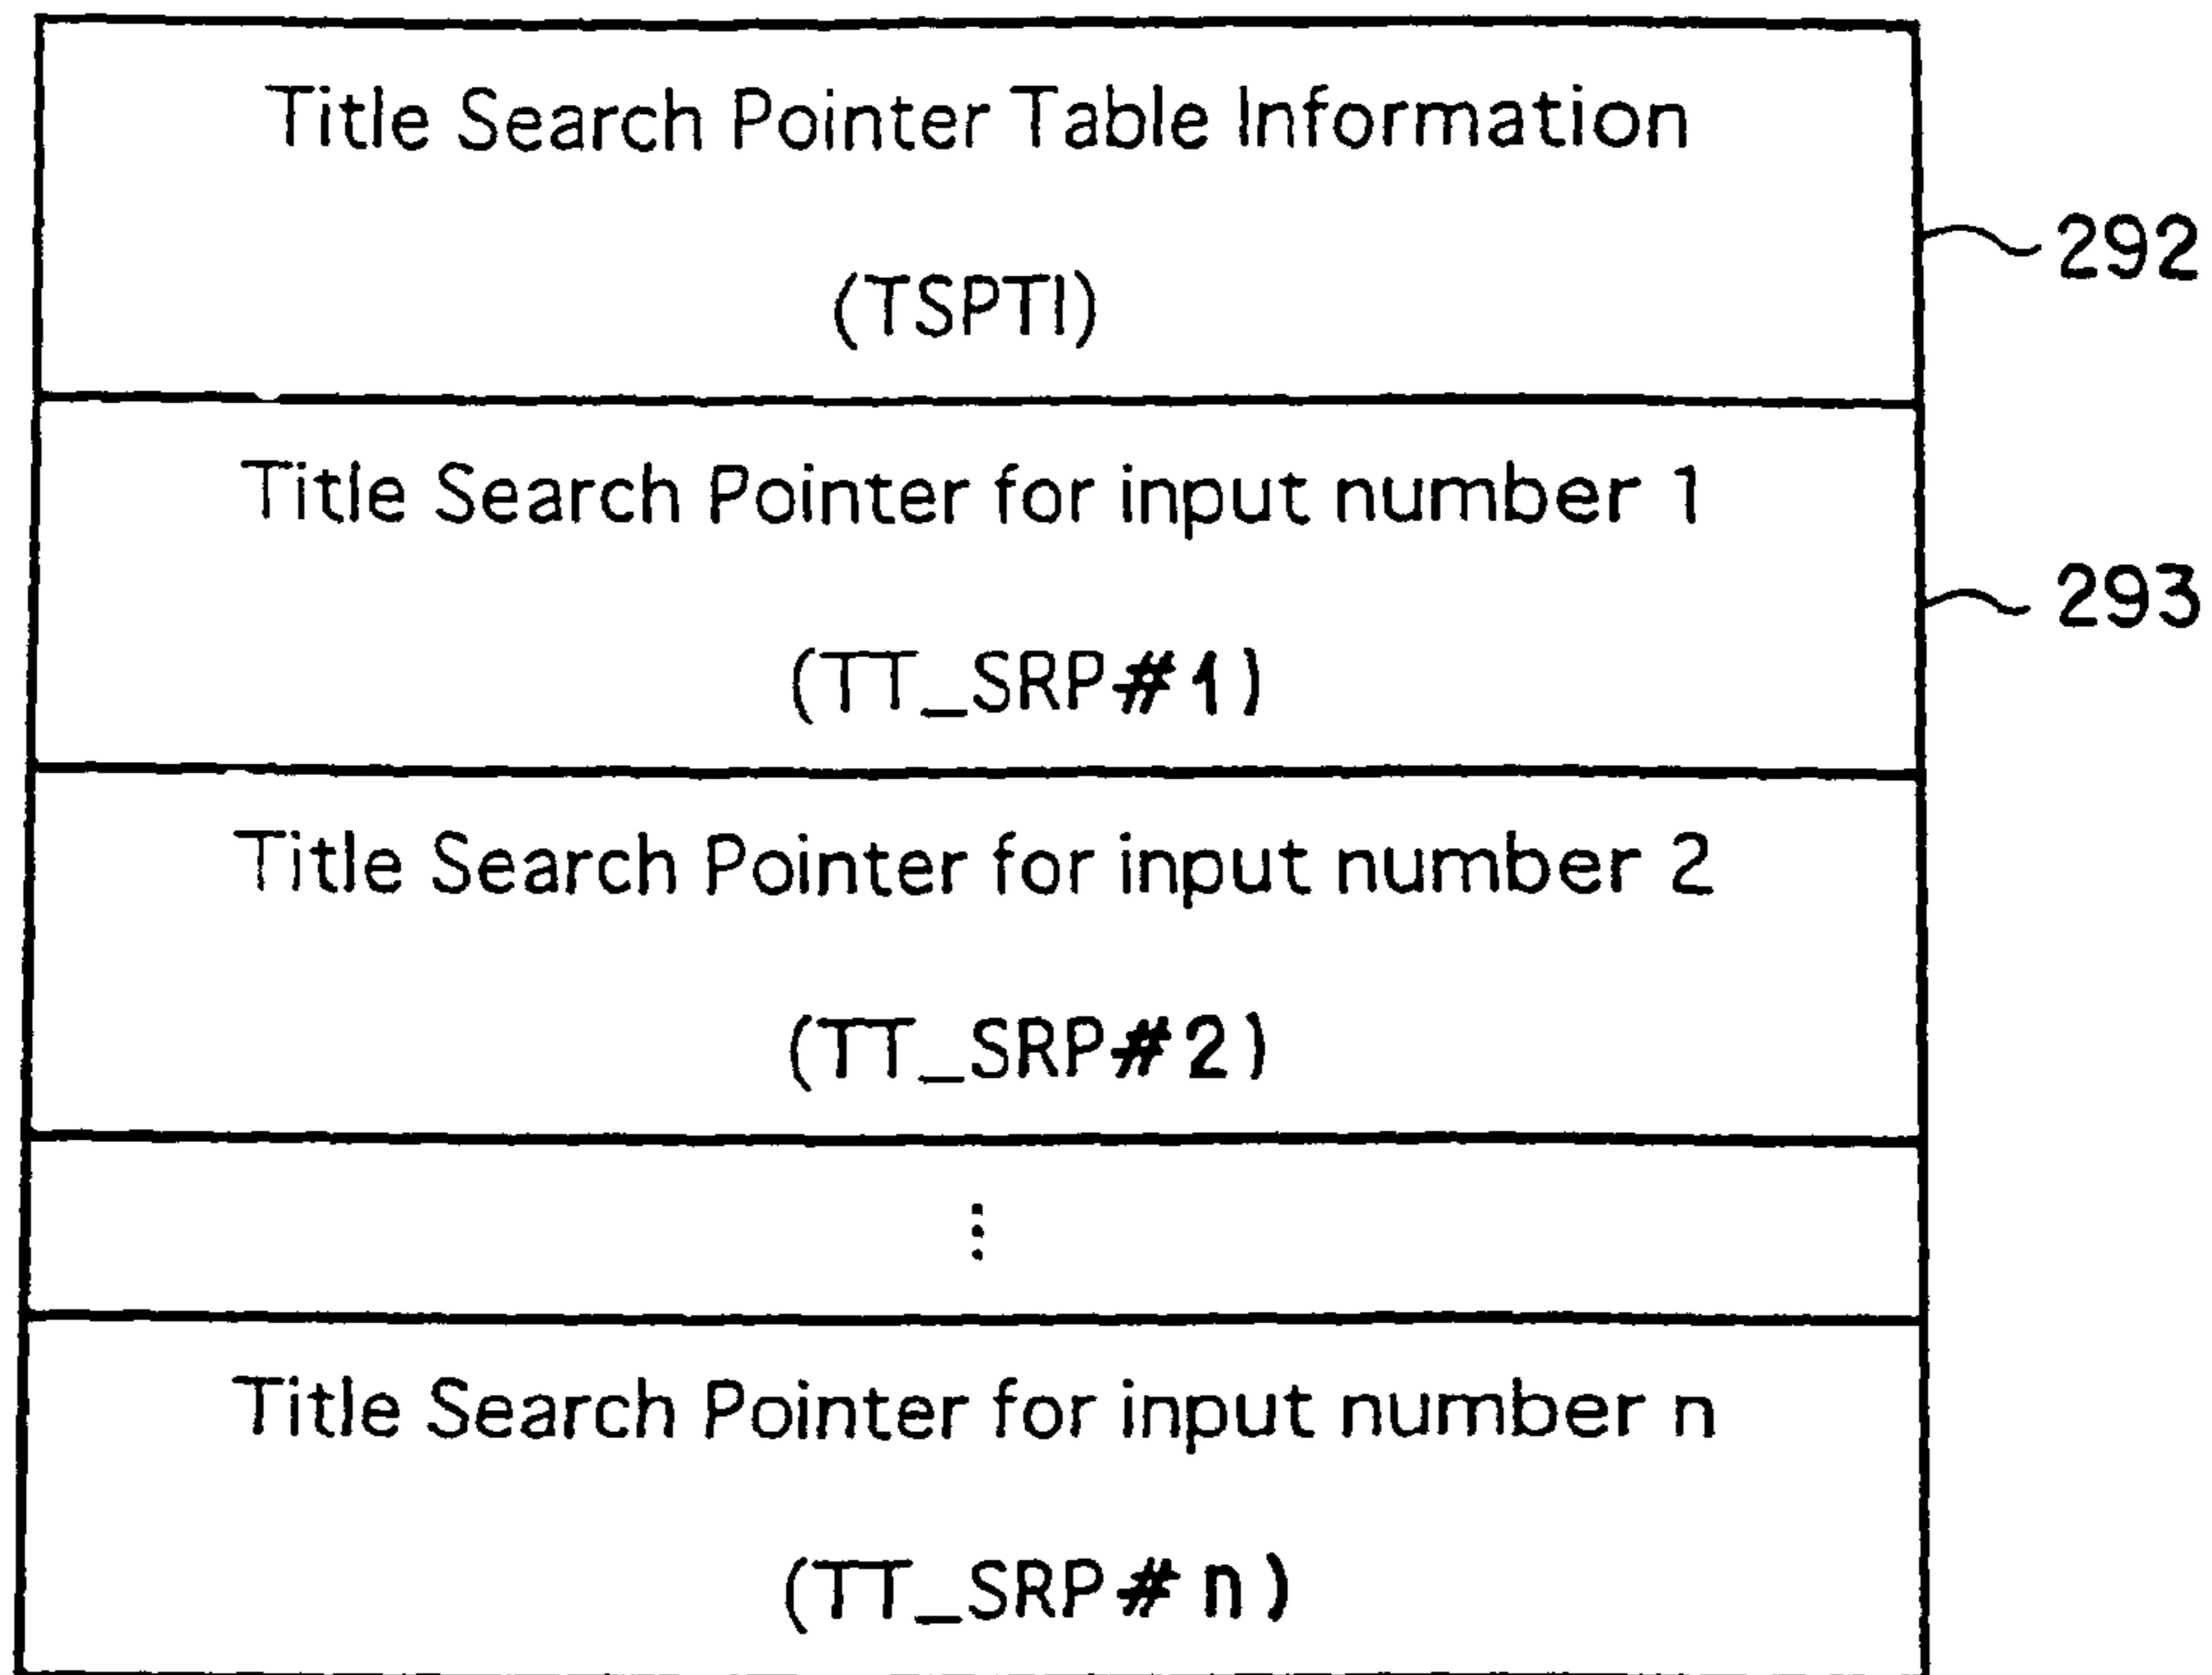 Title Search Pointer Table Information
292
(TSPTI)
Title Search Pointer for input number 1
293
(TT_SRP#1)
Title Search Pointer for input number 2
(TT_SRP#2)
⋮
Title Search Pointer for input number n
(TT_SRP#n)